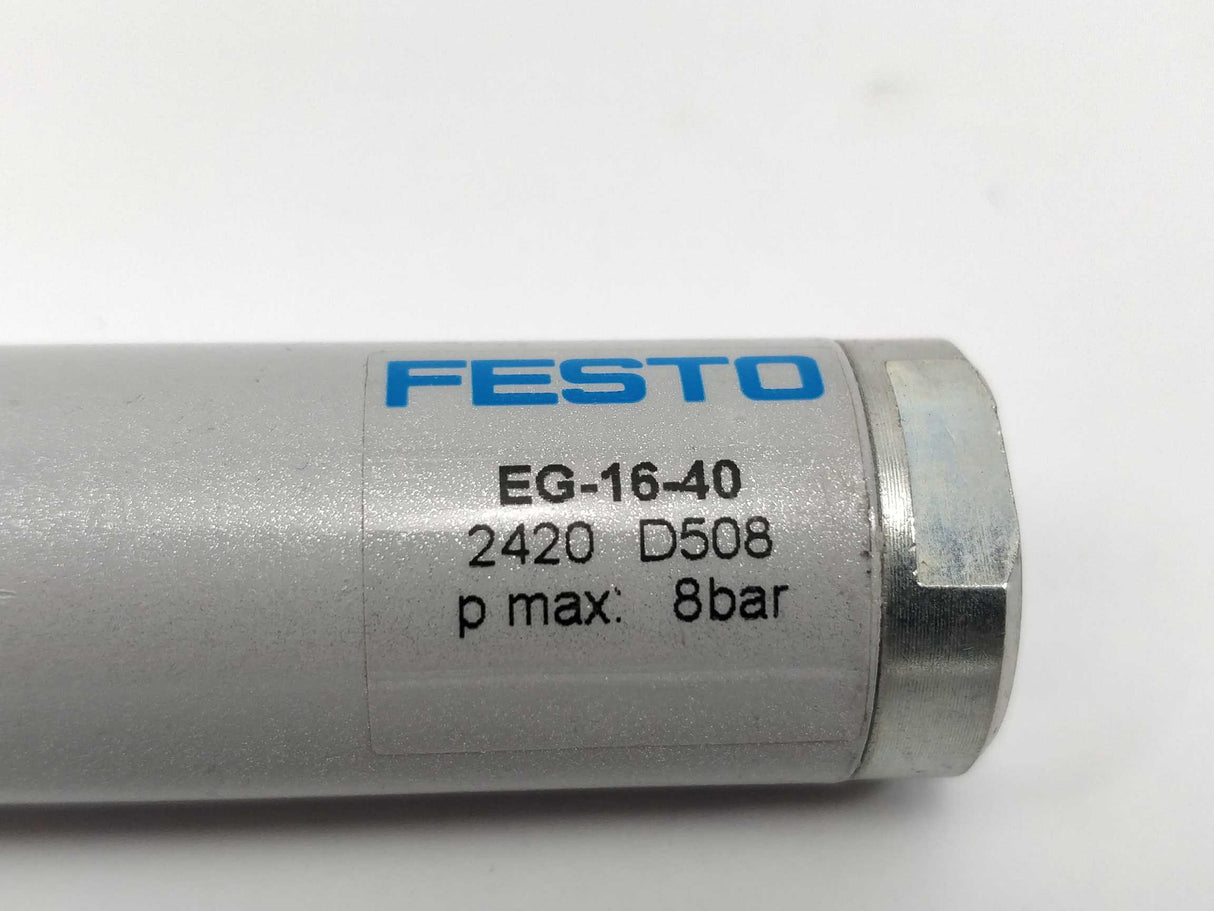 FESTO
EG-16-40
2420 D508
p max: 8bar